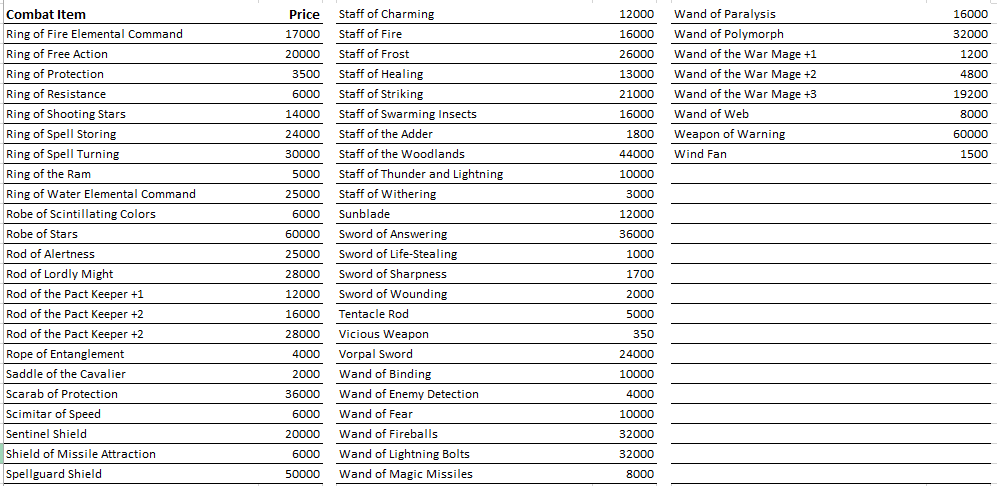 Combat Item Price
Ring of Fire Elemental Command 17000
Ring of Free Action 20000
Ring of Protection 3500
Ring of Resistance 6000
Ring of Shooting Stars 14000
Ring of Spell Storing 24000
Ring of Spell Turning 30000
Ring of the Ram 5000
Ring of Water Elemental Command 25000
Robe of Scintillating Colors 6000
Robe of Stars 60000
Rod of Alertness 25000
Rod of Lordly Might 28000
Rod of the Pact Keeper +1 12000
Rod of the Pact Keeper +2 16000
Rod of the Pact Keeper +2 28000
Rope of Entanglement 4000
Saddle of the Cavalier 2000
Scarab of Protection 36000
Scimitar of Speed 6000
Sentinel Shield 20000
Shield of Missile Attraction 6000
Spellguard Shield 50000
Staff of Charming 12000
Staff of Fire 16000
Staff of Frost 26000
Staff of Healing 13000
Staff of Striking 21000
Staff of Swarming Insects 16000
Staff of the Adder 1800
Staff of the Woodlands 44000
Staff of Thunder and Lightning 10000
Staff of Withering 3000
Sunblade 12000
Sword of Answering 36000
Sword of Life-Stealing 1000
Sword of Sharpness 1700
Sword of Wounding 2000
Tentacle Rod 5000
Vicious Weapon 350
Vorpal Sword 24000
Wand of Binding 10000
Wand of Enemy Detection 4000
Wand of Fear 10000
Wand of Fireballs 32000
Wand of Lightning Bolts 32000
Wand of Magic Missiles 8000
Wand of Paralysis 16000
Wand of Polymorph 32000
Wand of the War Mage +1 1200
Wand of the War Mage +2 4800
Wand of the War Mage +3 19200
Wand of Web 8000
Weapon of Warning 60000
Wind Fan 1500